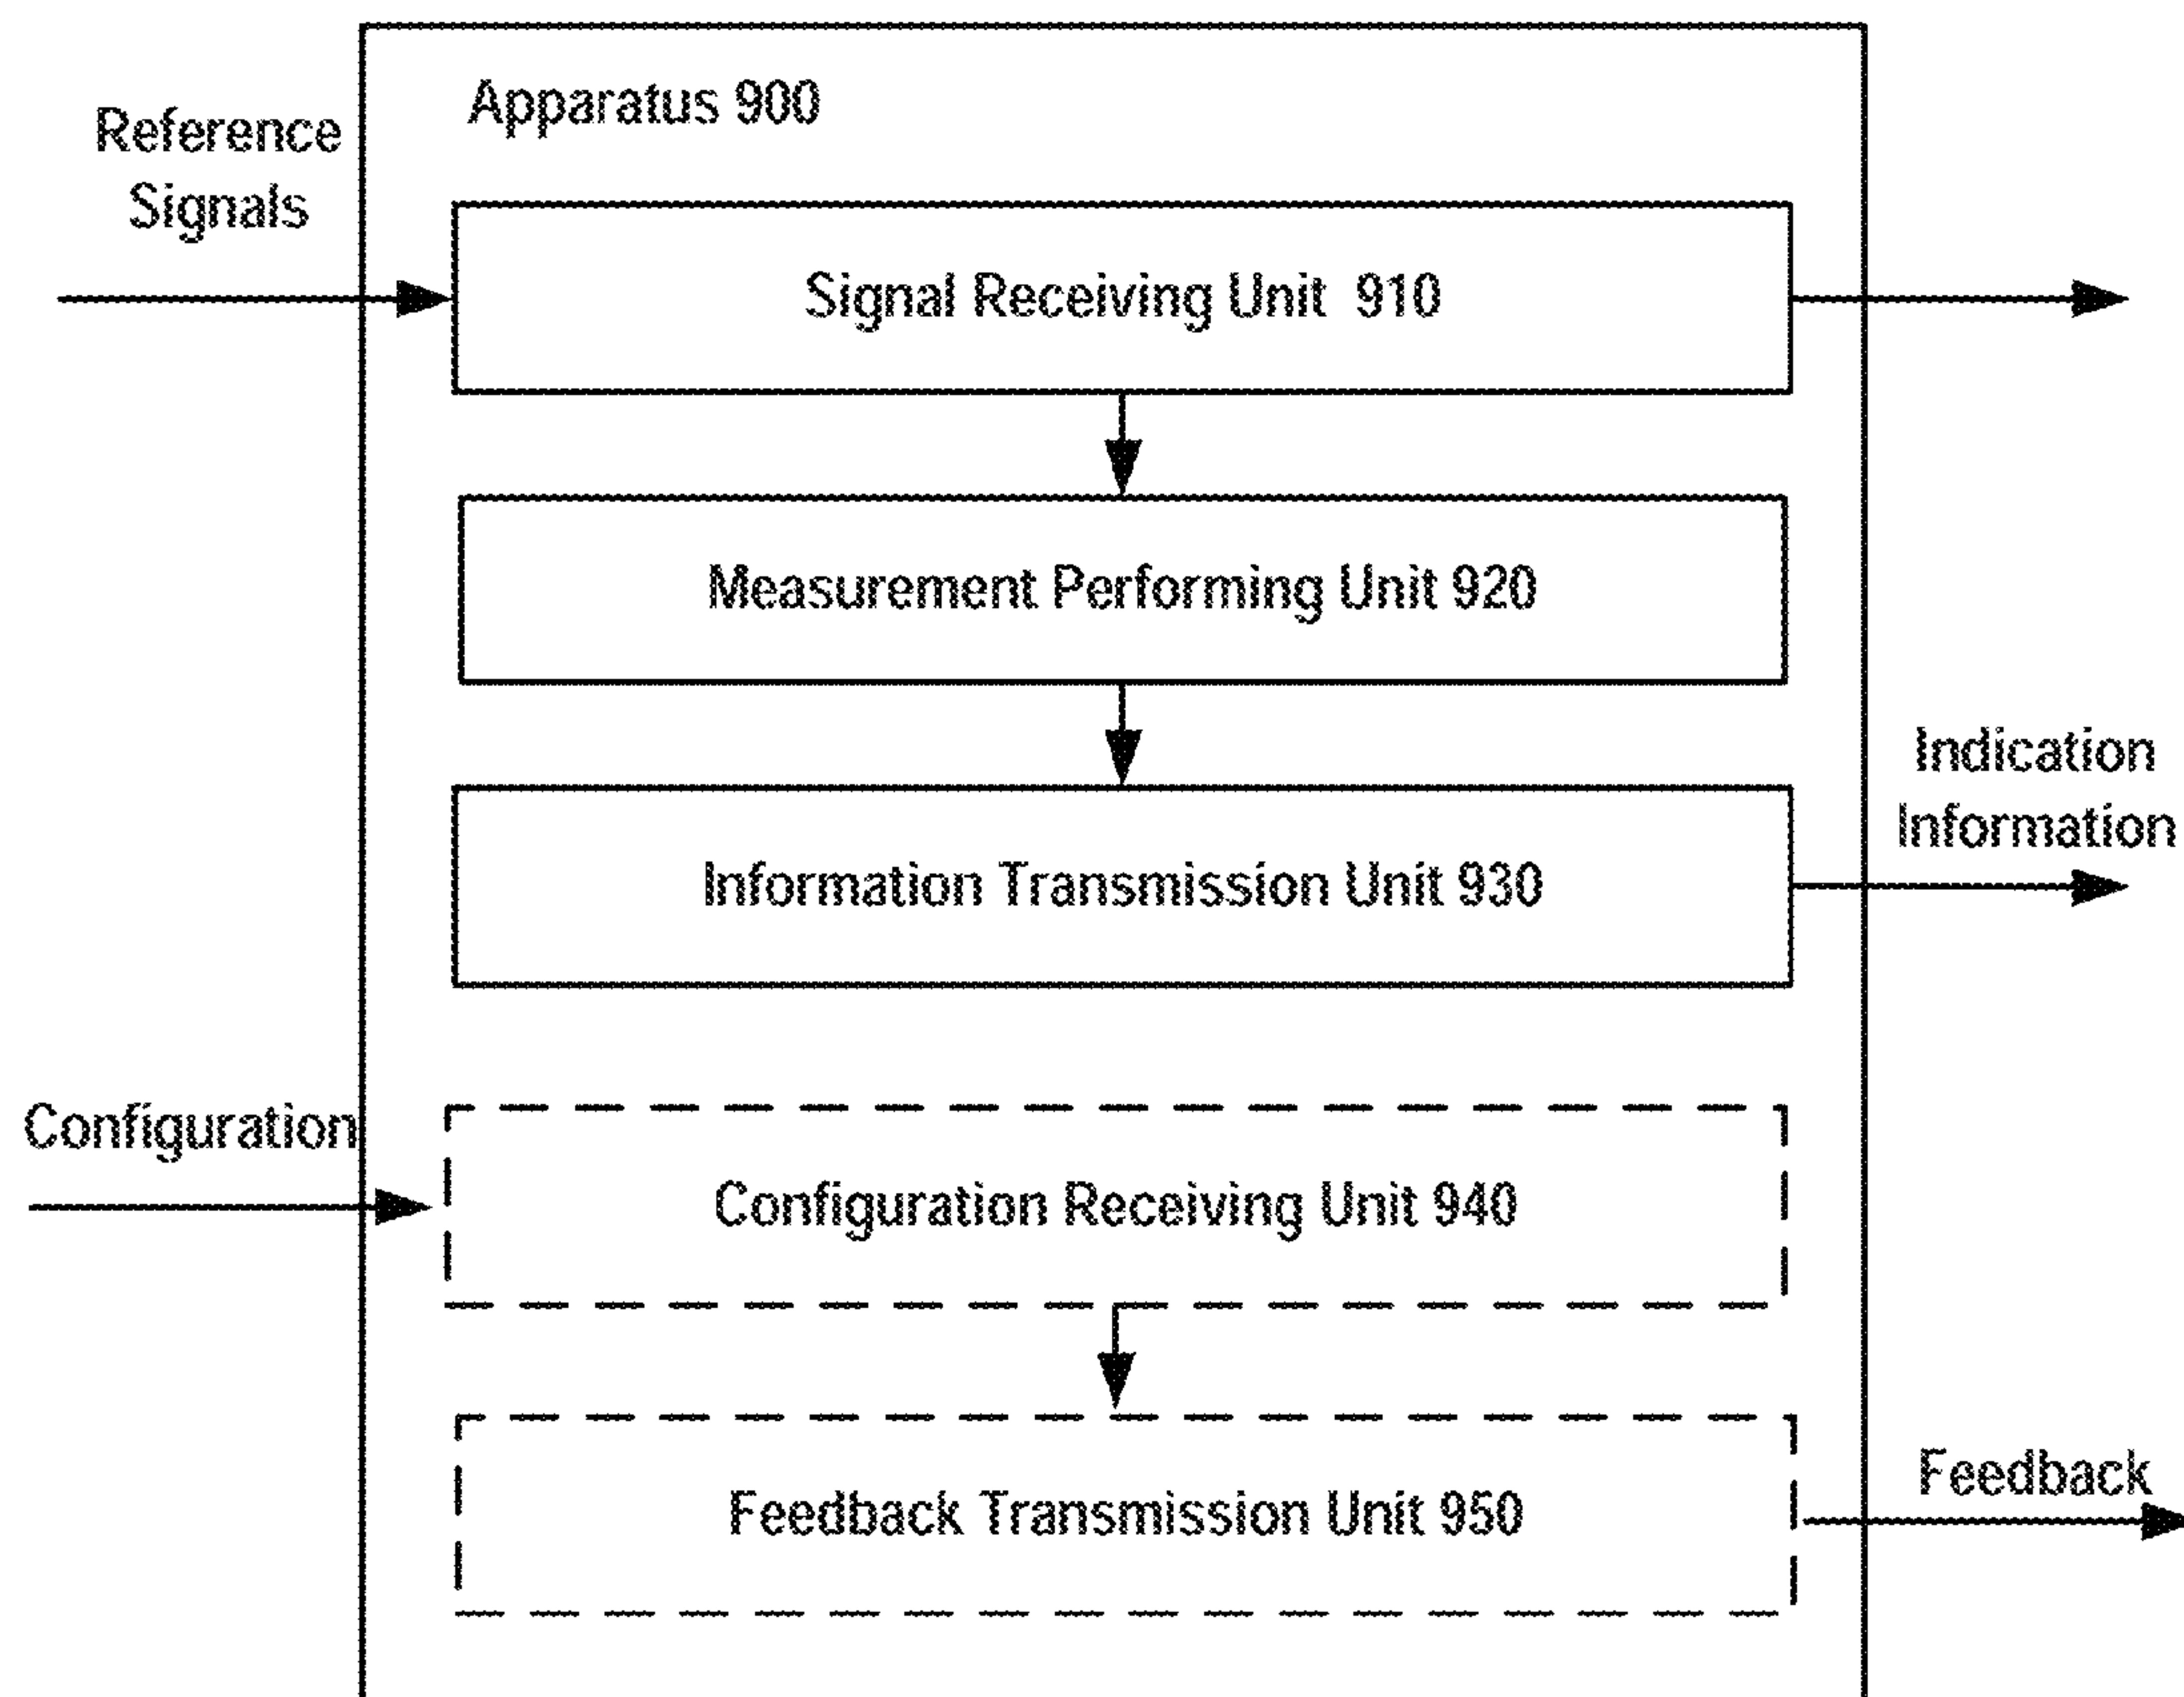 Apparatus 900
Reference
Signals
Signal Receiving Unit 910
Measurement Performing Unit 920
Indication
Information
Information Transmission Unit 930
Configuration
Configuration Receiving Unit 940
Feedback
Feedback Transmission Unit 950